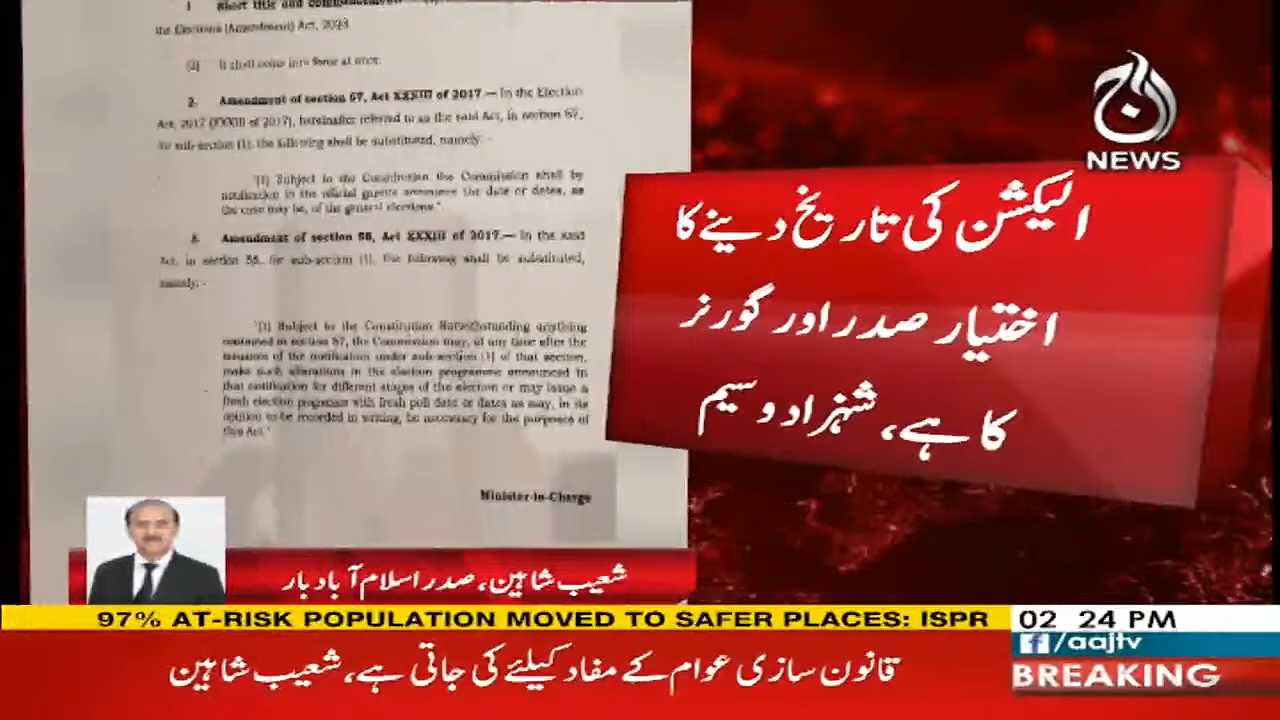 1 Short title and commencement
the Elections (Amendment) Act, 2023
(2) It shall come into force at once.
2. Amendment of section 57, Act XXXIII of 2017.— In the Election
Act, 2017 (XXXIII of 2017), hereinafter referred to as the said Act, in section 57,
for sub-section (1), the following shall be substituted, namely:-
"(1) Subject to the Constitution the Commission shall by
notification in the official gazette announce the date or dates, as
the case may be, of the general elections".
3. Amendment of section 58, Act XXXIII of 2017.— In the said
Act, in section 58, for sub-section (1), the following shall be substituted,
namely:-
"(1) Subject to the Constitution Notwithstanding anything
contained in section 57, the Commission may, at any time after the
issuance of the notification under sub-section (1) of that section,
make such alterations in the election programme announced in
that notification for different stages of the election or may issue a
fresh election programme with fresh poll date or dates as may, in its
opinion to be recorded in writing, be necessary for the purposes of
this Act."
Minister-in-Charge
آج
NEWS
الیکشن کی تاریخ دینے کا
اختیار صدر اور گورنر
کا ہے، شہزاد وسیم
شعیب شاہین، صدر اسلام آباد بار
97% AT-RISK POPULATION MOVED TO SAFER PLACES: ISPR
02 24 PM
f/aajtv
BREAKING
قانون سازی عوام کے مفاد کیلئے کی جاتی ہے، شعیب شاہین